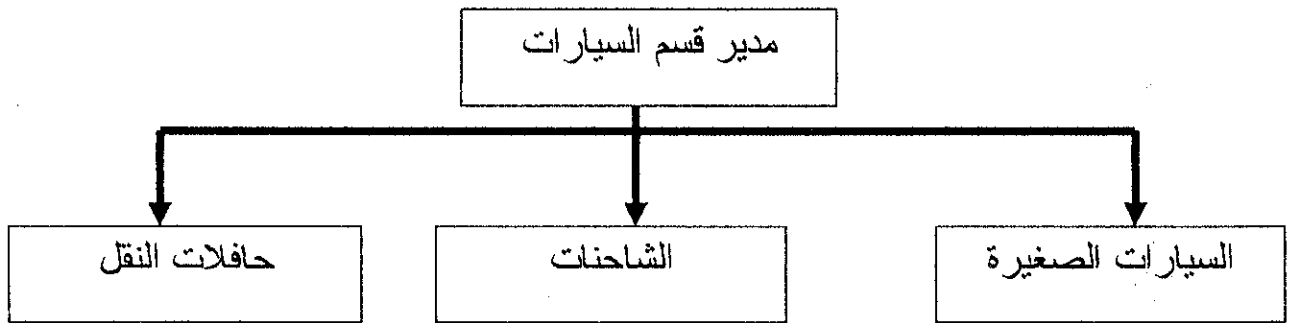 مدير قسم السيارات
السيارات الصغيرة
الشاحنات
حافلات النقل